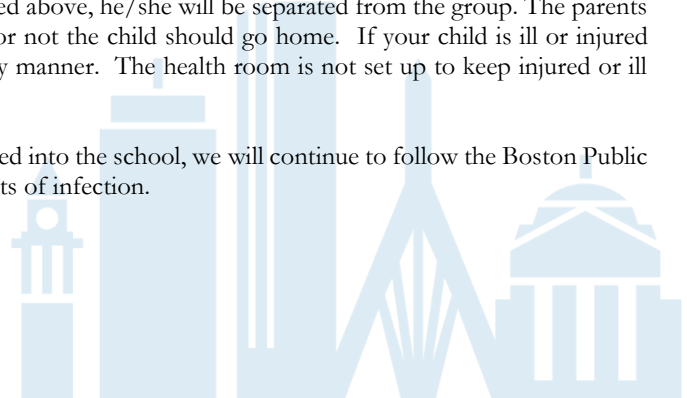 ed above, he/she will be separated from the group. The parents
or not the child should go home. If your child is ill or injured
y manner. The health room is not set up to keep injured or ill
ed into the school, we will continue to follow the Boston Public
ts of infection.